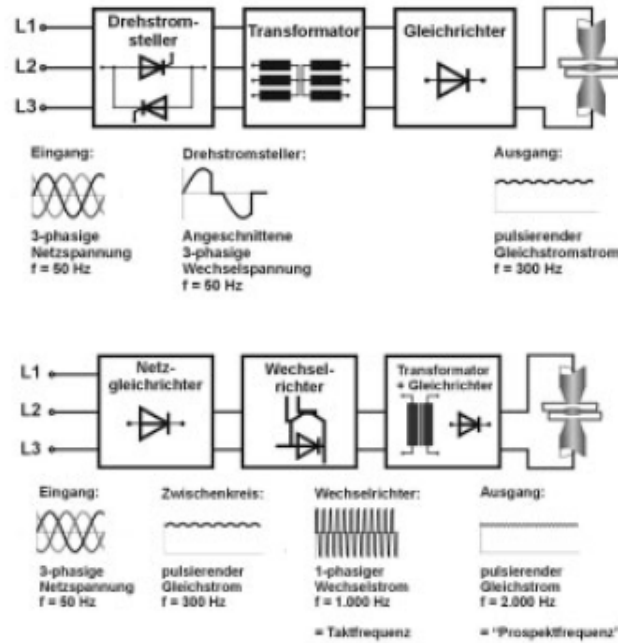 Drehstrom-
steller
Transformator
Gleichrichter
L1
L2
L3
Eingang:
3-phasige
Netzspannung
f = 50 Hz
Drehstromsteller:
Angeschnittene
3-phasige
Wechselspannung
f = 50 Hz
Ausgang:
pulsierender
Gleichstromstrom
f = 300 Hz
Netz-
gleichrichter
Wechsel-
richter
Transformator
+ Gleichrichter
L1
L2
L3
Eingang:
3-phasige
Netzspannung
f = 50 Hz
Zwischenkreis:
pulsierender
Gleichstrom
f = 300 Hz
Wechselrichter:
1-phasiger
Wechselstrom
f = 1.000 Hz
= Taktfrequenz
Ausgang:
pulsierender
Gleichstrom
f = 2.000 Hz
= "Prospektfrequenz"